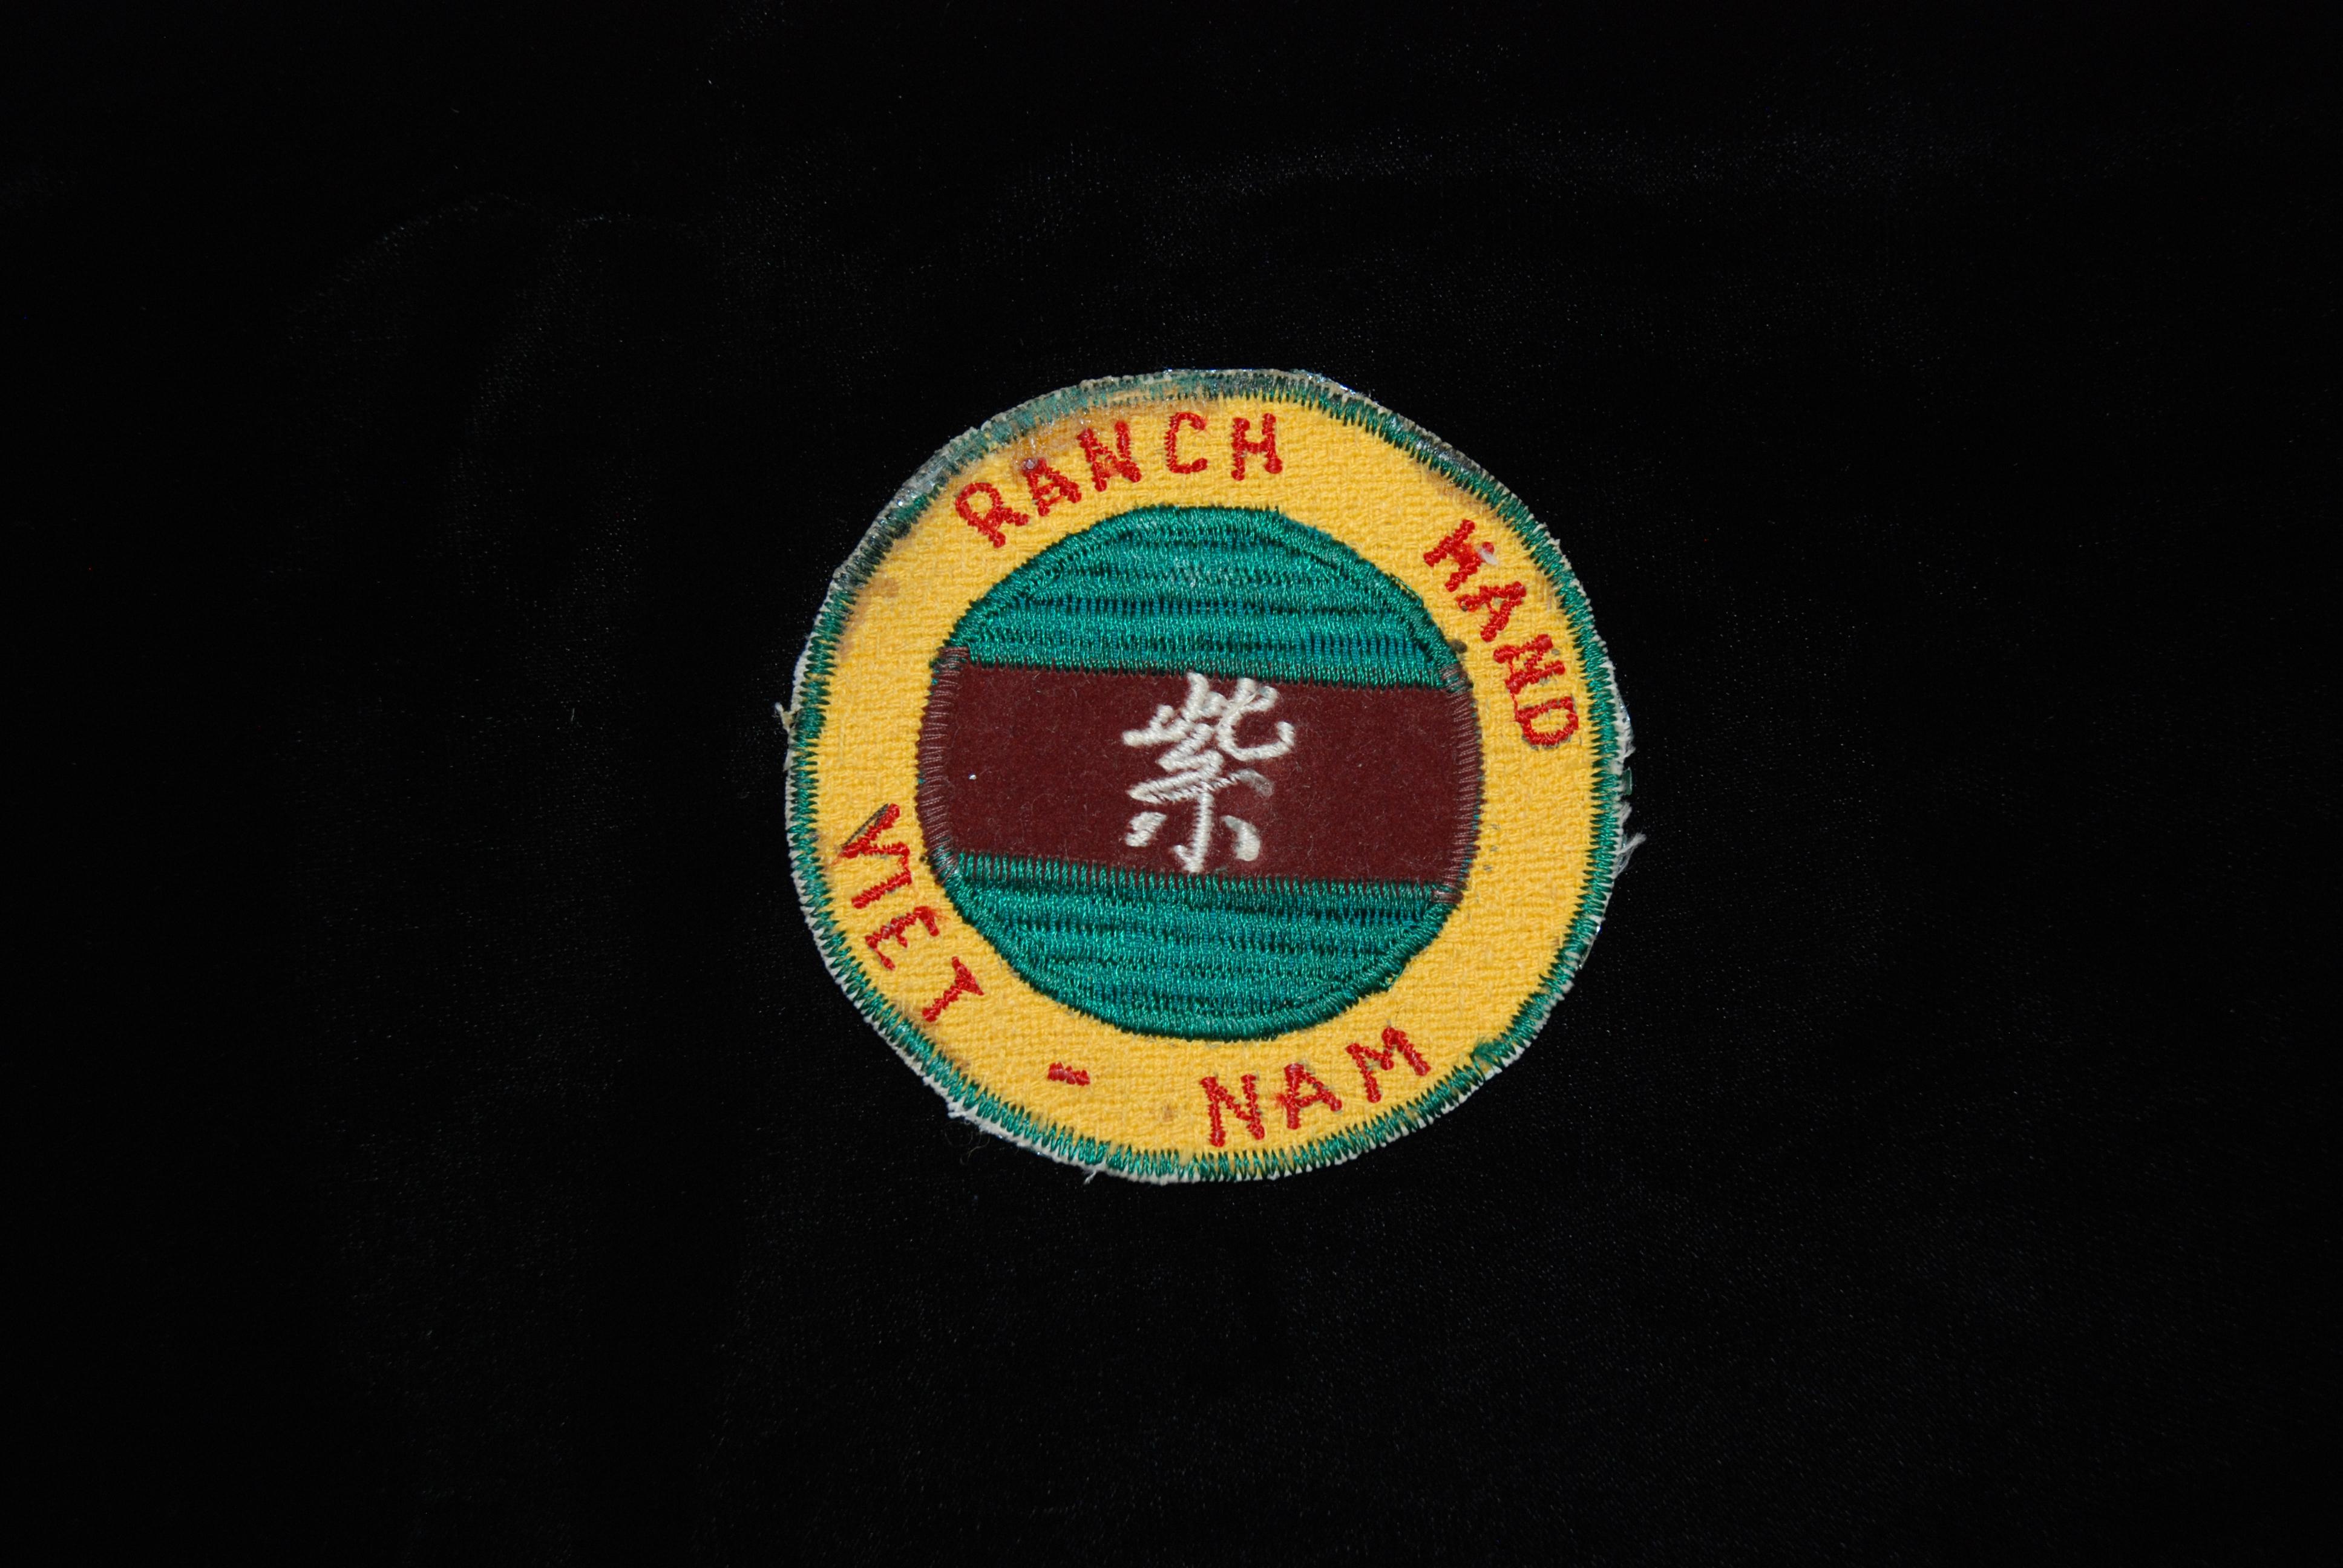 RANCH HAND
紫
VIET - NAM